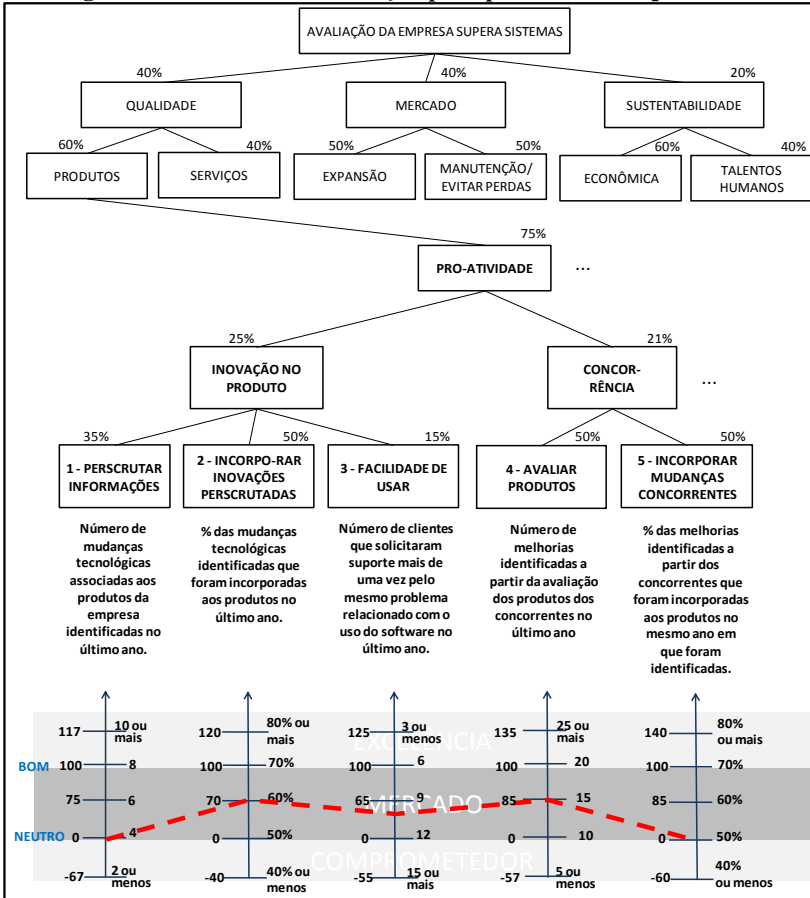 AVALIAÇÃO DA EMPRESA SUPERA SISTEMAS
40% 40% 20%
QUALIDADE MERCADO SUSTENTABILIDADE
60% 40% 50% 50% 60% 40%
PRODUTOS SERVIÇOS EXPANSÃO MANUTENÇÃO/ EVITAR PERDAS ECONÔMICA TALENTOS HUMANOS
75%
PRO-ATIVIDADE ...
25% 21%
INOVAÇÃO NO
PRODUTO
CONCOR-
RÊNCIA
...
35% 50% 15% 50% 50%
1 - PERSCRUTAR
INFORMAÇÕES
2 - INCORPO-RAR
INOVAÇÕES
PERSCRUTADAS
3 - FACILIDADE DE
USAR
4 - AVALIAR
PRODUTOS
5 - INCORPORAR
MUDANÇAS
CONCORRENTES
Número de
mudanças
tecnológicas
associadas aos
produtos da
empresa
identificadas no
último ano.
% das mudanças
tecnológicas
identificadas que
foram incorporadas
aos produtos no
último ano.
Número de clientes
que solicitaram
suporte mais de
uma vez pelo
mesmo problema
relacionado com o
uso do software no
último ano.
Número de
melhorias
identificadas a
partir da avaliação
dos produtos dos
concorrentes no
último ano
% das melhorias
identificadas a
partir dos
concorrentes que
foram incorporadas
aos produtos no
mesmo ano em
que foram
identificadas.
117 10 ou mais 120 80% ou mais 125 3 ou menos 135 25 ou mais 140 80% ou mais
EXCELÊNCIA
BOM 100 8 100 70% 100 6 100 20 100 70%
75 6 70 60% 65 9 85 15 85 60%
MERCADO
NEUTRO 0 4 0 50% 0 12 0 10 0 50%
COMPROMETEDOR
-67 2 ou menos -40 40% ou menos -55 15 ou mais -57 5 ou menos -60 40% ou menos